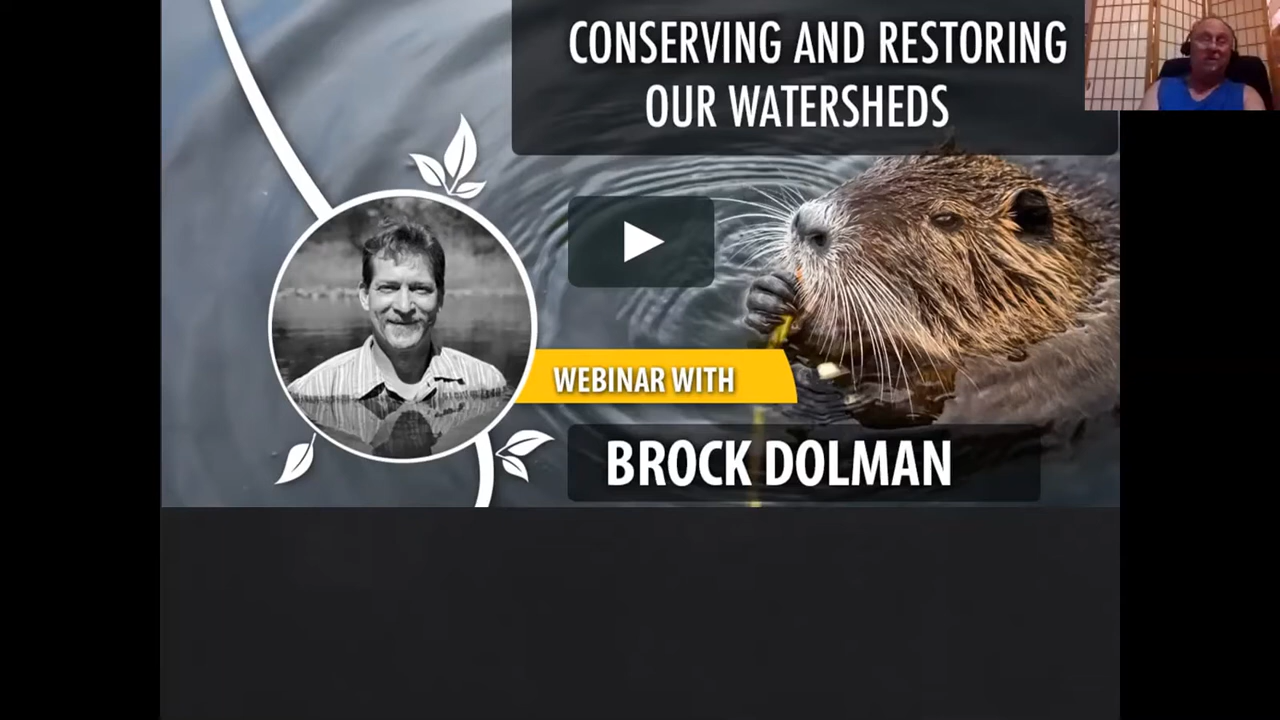 CONSERVING AND RESTORING
OUR WATERSHEDS
WEBINAR WITH
BROCK DOLMAN